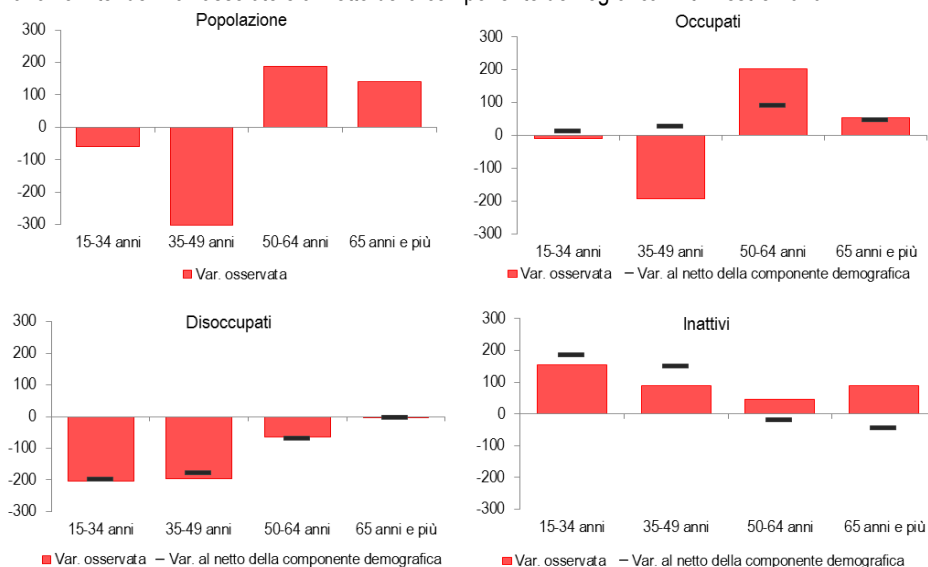 Popolazione
300
200
100
0
-100
-200
-300
15-34 anni 35-49 anni 50-64 anni 65 anni e più
Var. osservata
Occupati
300
200
100
0
-100
-200
-300
15-34 anni 35-49 anni 50-64 anni 65 anni e più
Var. osservata Var. al netto della componente demografica
Disoccupati
300
200
100
0
-100
-200
-300
15-34 anni 35-49 anni 50-64 anni 65 anni e più
Var. osservata Var. al netto della componente demografica
Inattivi
300
200
100
0
-100
-200
-300
15-34 anni 35-49 anni 50-64 anni 65 anni e più
Var. osservata Var. al netto della componente demografica